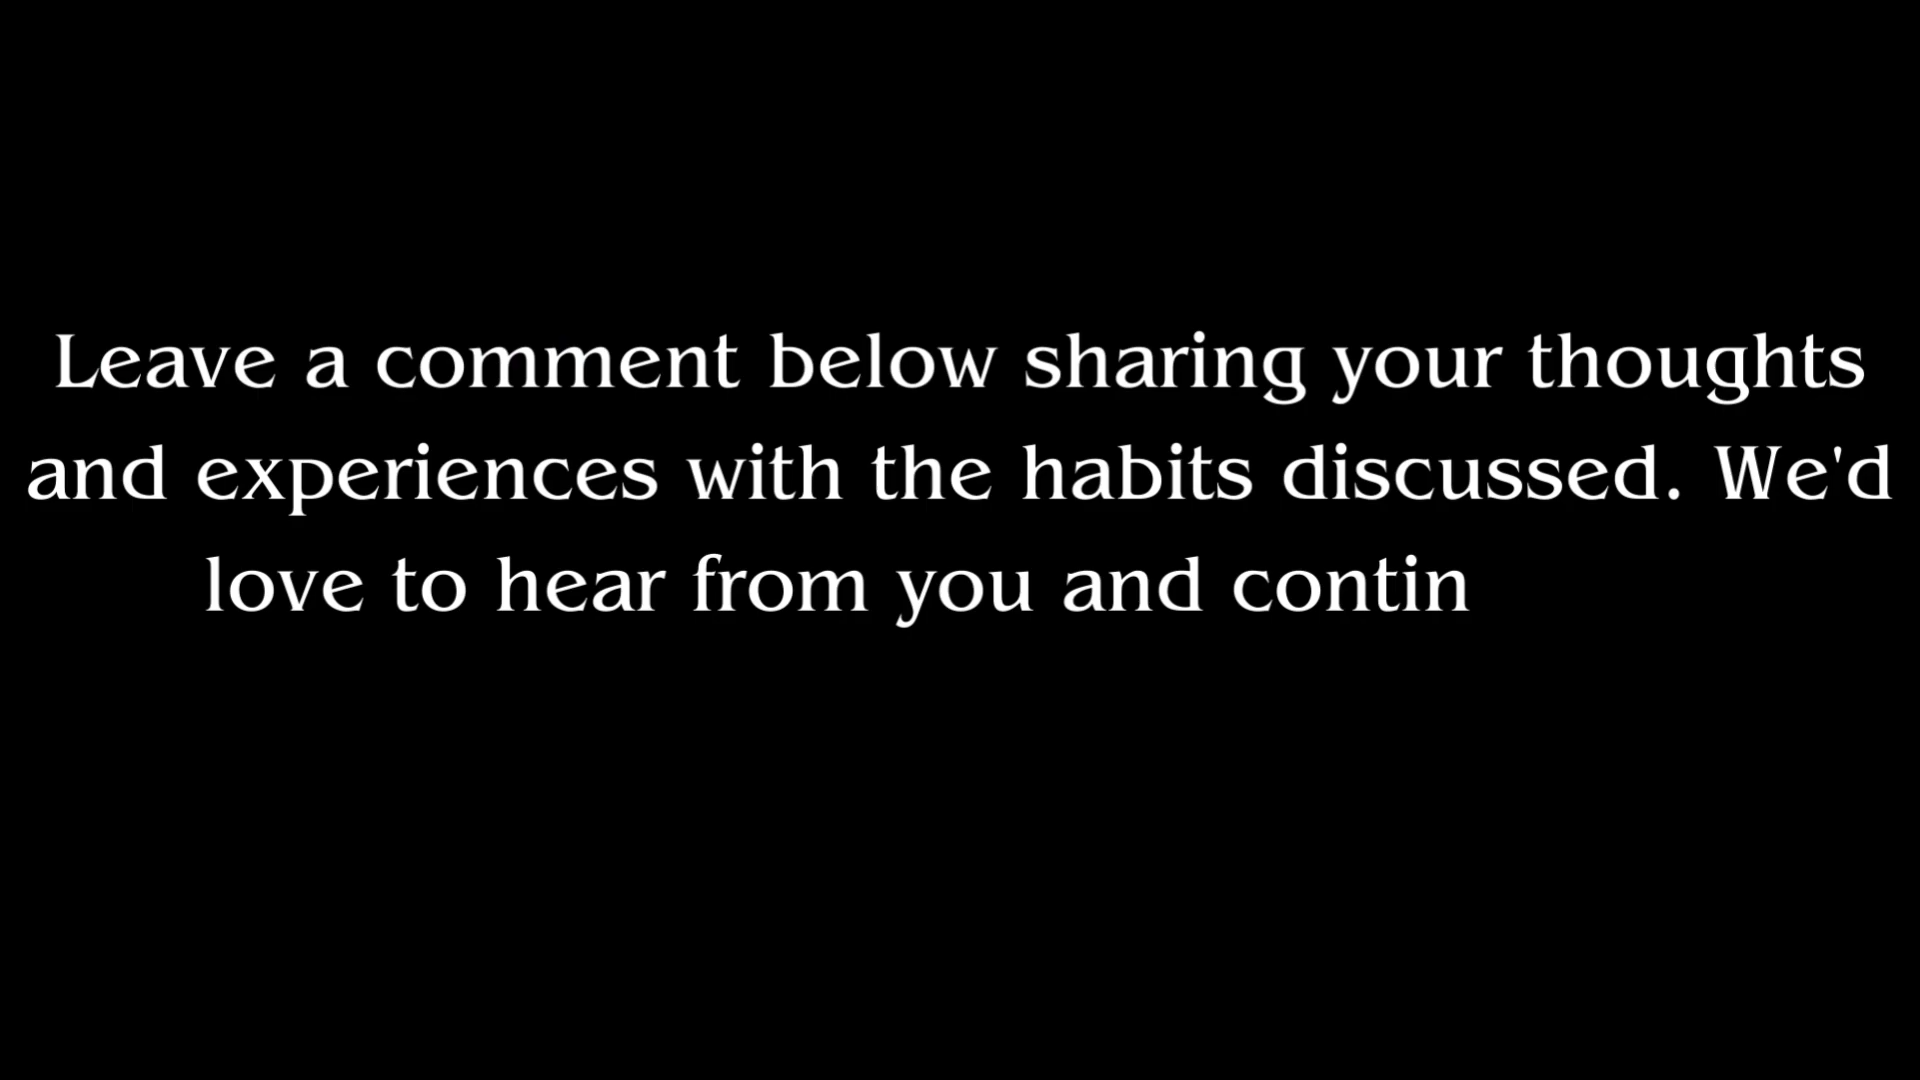 Leave a comment below sharing your thoughts
and experiences with the habits discussed. We'd
love to hear from you and contin